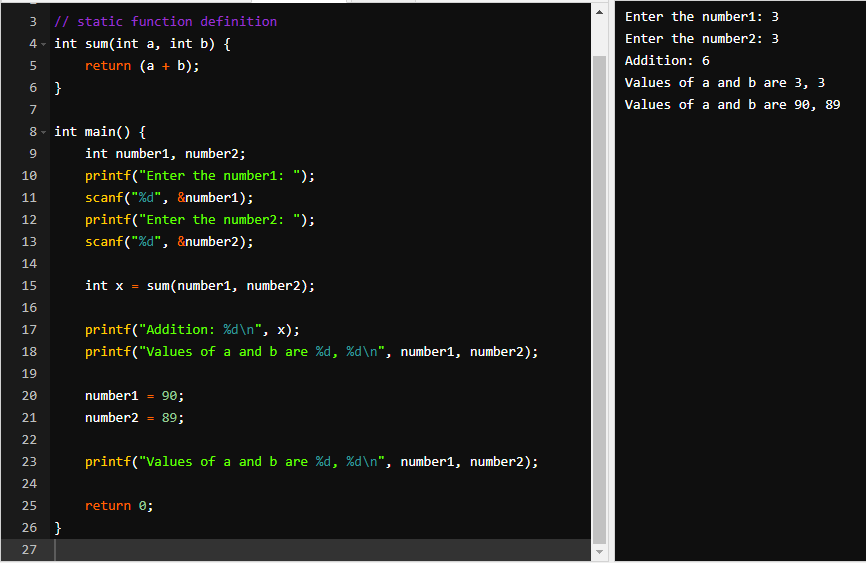 3 // static function definition
4 int sum(int a, int b) {
5 return (a + b);
6 }
7
8 int main() {
9 int number1, number2;
10 printf("Enter the number1: ");
11 scanf("%d", &number1);
12 printf("Enter the number2: ");
13 scanf("%d", &number2);
14
15 int x = sum(number1, number2);
16
17 printf("Addition: %d\n", x);
18 printf("Values of a and b are %d, %d\n", number1, number2);
19
20 number1 = 90;
21 number2 = 89;
22
23 printf("Values of a and b are %d, %d\n", number1, number2);
24
25 return 0;
26 }
27
Enter the number1: 3
Enter the number2: 3
Addition: 6
Values of a and b are 3, 3
Values of a and b are 90, 89